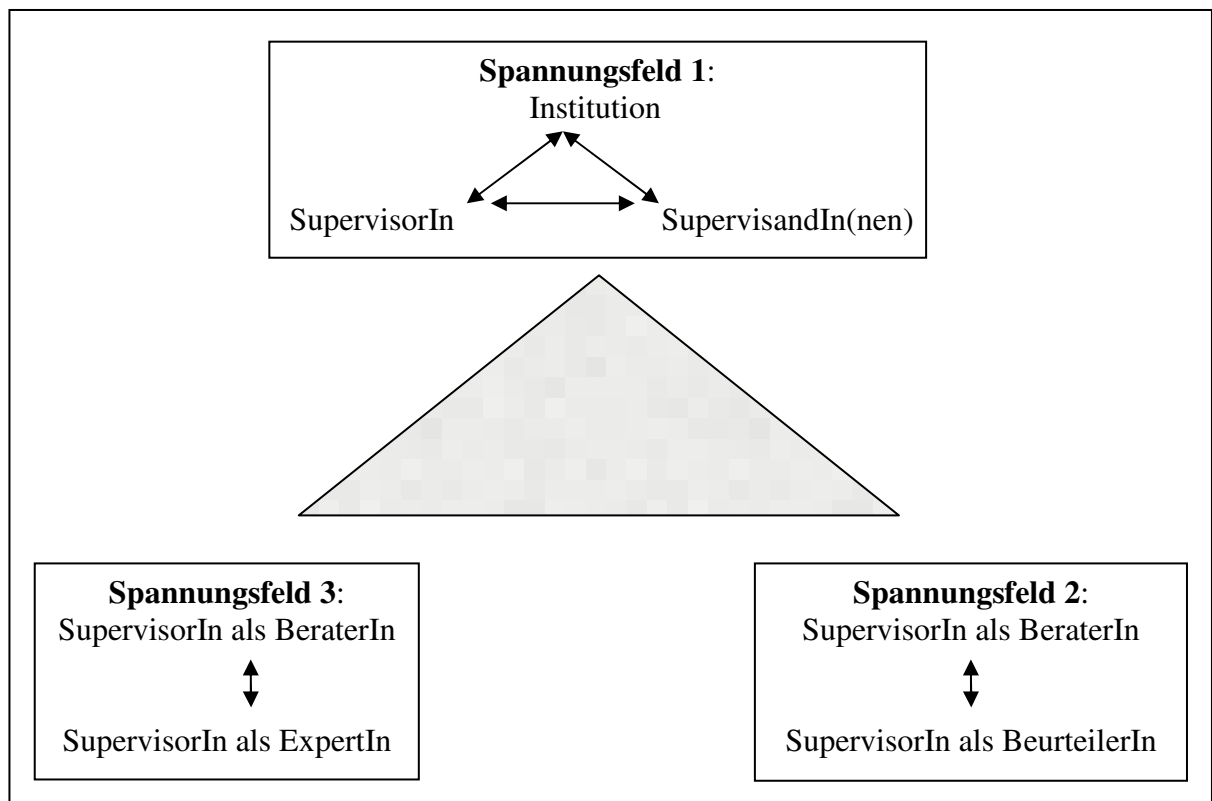 Spannungsfeld 1:
Institution
SupervisorIn SupervisandIn(nen)
Spannungsfeld 3:
SupervisorIn als BeraterIn
SupervisorIn als ExpertIn
Spannungsfeld 2:
SupervisorIn als BeraterIn
SupervisorIn als BeurteilerIn